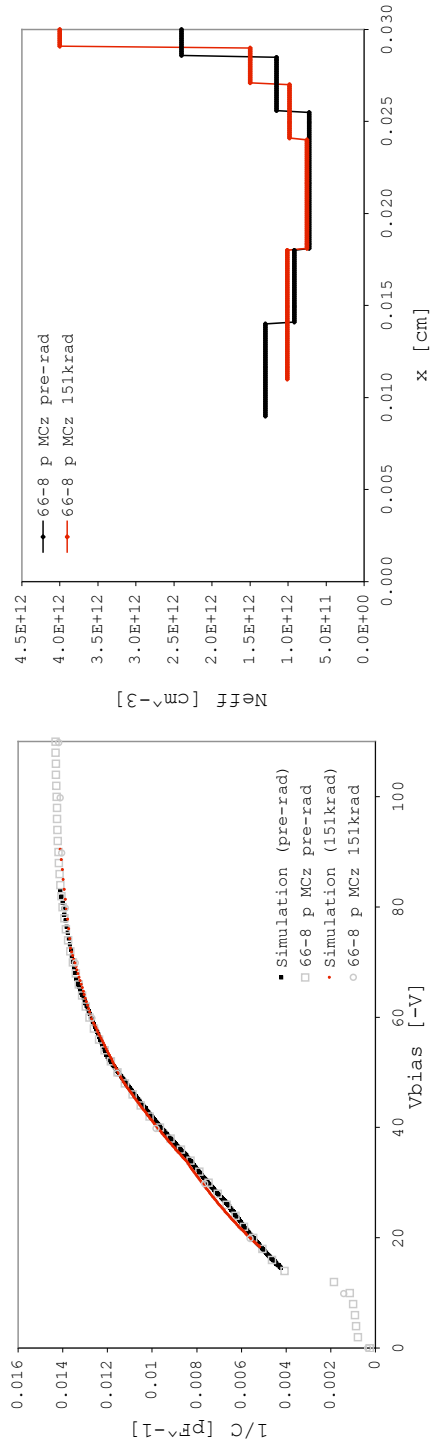 1/C [pF^-1]
0.016
0.014
0.012
0.01
0.008
0.006
0.004
0.002
0
0
20
40
60
80
100
Vbias [-V]
Simulation (pre-rad)
66-8 p MCz pre-rad
Simulation (151krad)
66-8 p MCz 151krad
Neff [cm^-3]
4.5E+12
4.0E+12
3.5E+12
3.0E+12
2.5E+12
2.0E+12
1.5E+12
1.0E+12
5.0E+11
0.0E+00
0.000
0.005
0.010
0.015
0.020
0.025
0.030
x [cm]
66-8 p MCz pre-rad
66-8 p MCz 151krad